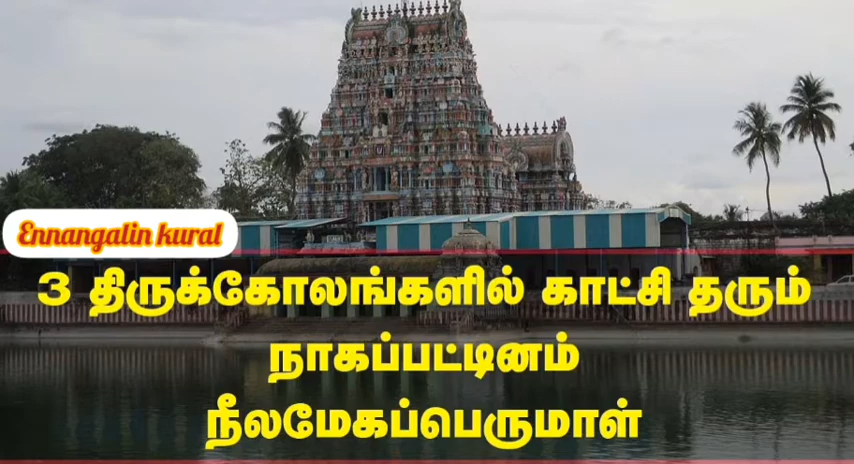 Ennangalin kural
3 திருக்கோலங்களில் காட்சி தரும்
நாகப்பட்டினம்
நீலமேகப்பெருமாள்